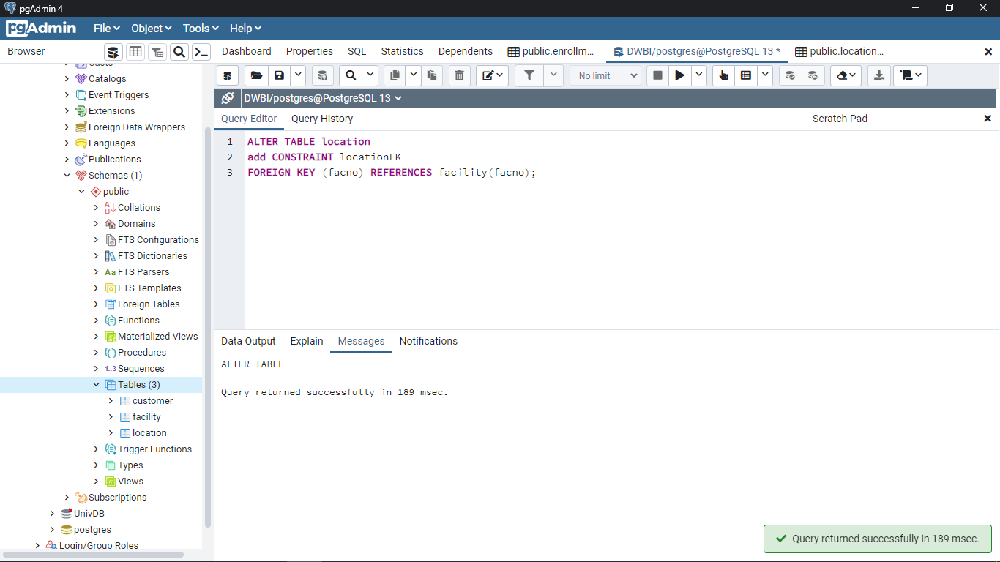 pgAdmin 4
pgAdmin File Object Tools Help
Browser
Dashboard Properties SQL Statistics Dependents public.enrollm... DWBI/postgres@PostgreSQL 13 * public.location...
No limit
DWBI/postgres@PostgreSQL 13
Query Editor Query History
Scratch Pad
Casts
Catalogs
Event Triggers
Extensions
Foreign Data Wrappers
Languages
Publications
Schemas (1)
public
Collations
Domains
FTS Configurations
FTS Dictionaries
Aa FTS Parsers
FTS Templates
Foreign Tables
Functions
Materialized Views
Procedures
1..3 Sequences
Tables (3)
customer
facility
location
Trigger Functions
Types
Views
Subscriptions
UnivDB
postgres
Login/Group Roles
1 ALTER TABLE location
2 add CONSTRAINT locationFK
3 FOREIGN KEY (facno) REFERENCES facility(facno);
Data Output Explain Messages Notifications
ALTER TABLE
Query returned successfully in 189 msec.
Query returned successfully in 189 msec.